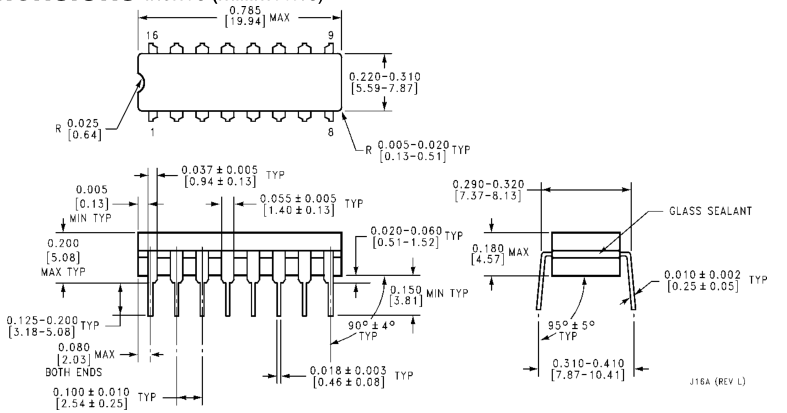 0.785
[19.94] MAX
16 9
0.220-0.310
[5.59-7.87]
R 0.025
[0.64]
1 8
R 0.005-0.020 TYP
[0.13-0.51]
0.037 ± 0.005 TYP
[0.94 ± 0.13]
0.005
[0.13]
MIN TYP
0.055 ± 0.005 TYP
[1.40 ± 0.13]
0.200
[5.08]
MAX TYP
0.020-0.060 TYP
[0.51-1.52]
0.150 MIN TYP
[3.81]
0.125-0.200 TYP
[3.18-5.08]
90° ± 4°
TYP
0.080 MAX
[2.03]
BOTH ENDS
0.018 ± 0.003 TYP
[0.46 ± 0.08]
0.100 ± 0.010 TYP
[2.54 ± 0.25]
0.290-0.320
[7.37-8.13]
GLASS SEALANT
0.180 MAX
[4.57]
0.010 ± 0.002 TYP
[0.25 ± 0.05]
95° ± 5°
TYP
0.310-0.410
[7.87-10.41]
J16A (REV L)